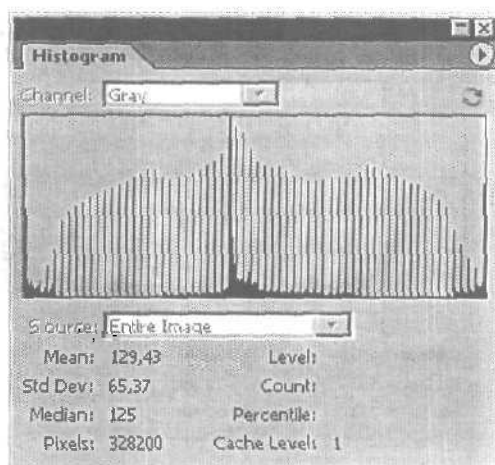 Histogram
Channel: Gray
Source: Entire Image
Mean: 129,43 Level:
Std Dev: 65,37 Count:
Median: 125 Percentile:
Pixels: 328200 Cache Level: 1